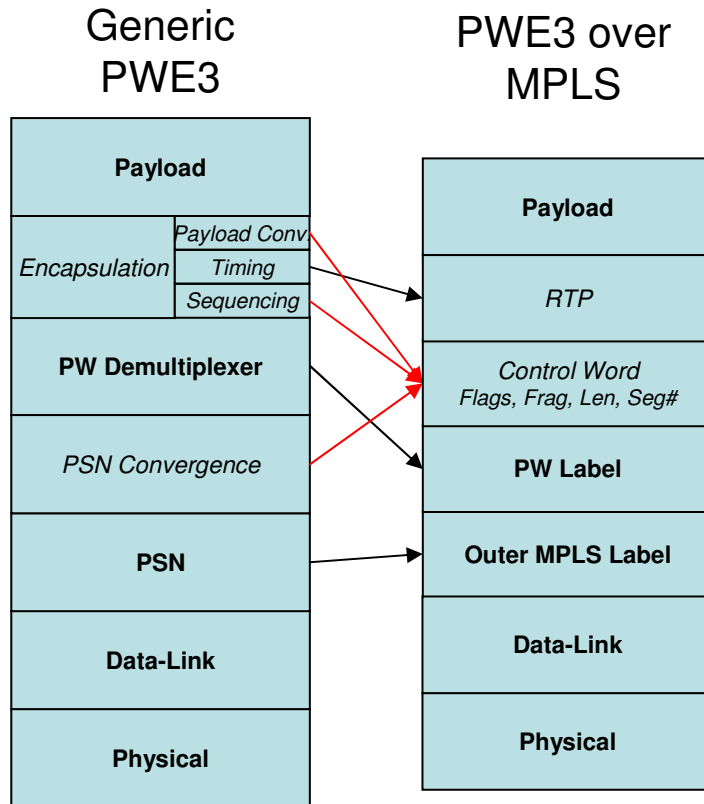 Generic
PWE3
Payload
Encapsulation
Payload Conv.
Timing
Sequencing
PW Demultiplexer
PSN Convergence
PSN
Data-Link
Physical
PWE3 over
MPLS
Payload
RTP
Control Word
Flags, Frag, Len, Seg#
PW Label
Outer MPLS Label
Data-Link
Physical